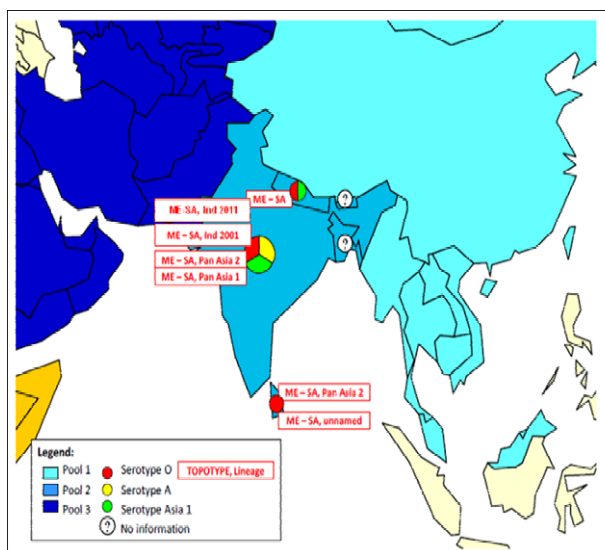 ME – SA
?
ME-SA, Ind 2011
ME – SA, Ind 2001
?
ME – SA, Pan Asia 2
ME – SA, Pan Asia 1
ME – SA, Pan Asia 2
ME – SA, unnamed
Legend:
Pool 1
Serotype O
TOPOTYPE, Lineage
Pool 2
Serotype A
Pool 3
Serotype Asia 1
? No information